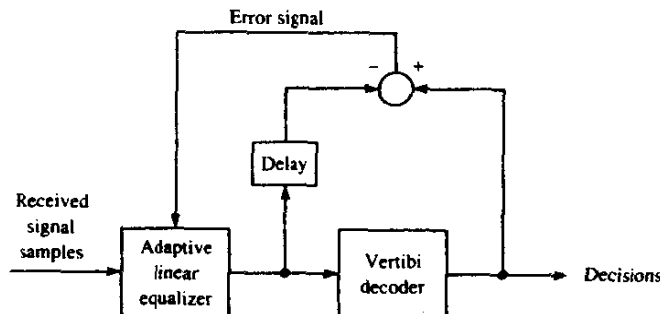 Error signal
-
+
Delay
Received
signal
samples
Adaptive
linear
equalizer
Vertibi
decoder
Decisions